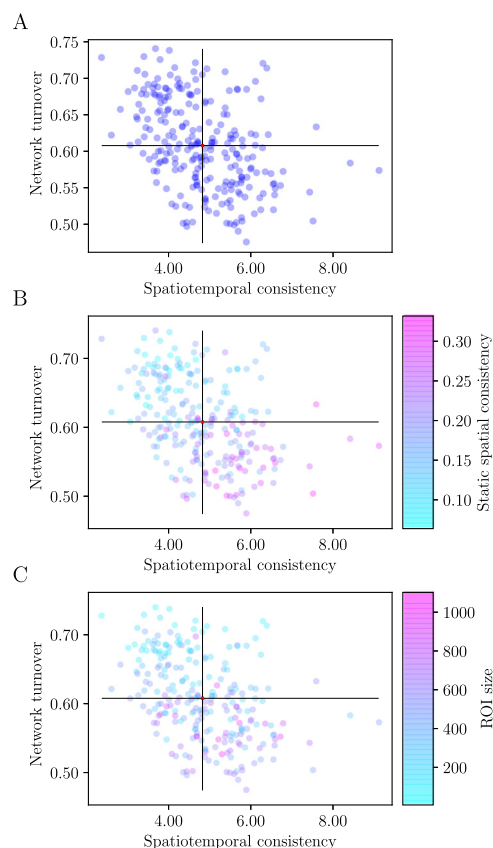 A
0.75
0.70
0.65
0.60
0.55
0.50
Network turnover
4.00 6.00 8.00
Spatiotemporal consistency
B
0.70
0.60
0.50
Network turnover
4.00 6.00 8.00
Spatiotemporal consistency
0.30
0.25
0.20
0.15
0.10
Static spatial consistency
C
0.70
0.60
0.50
Network turnover
4.00 6.00 8.00
Spatiotemporal consistency
1000
800
600
400
200
ROI size